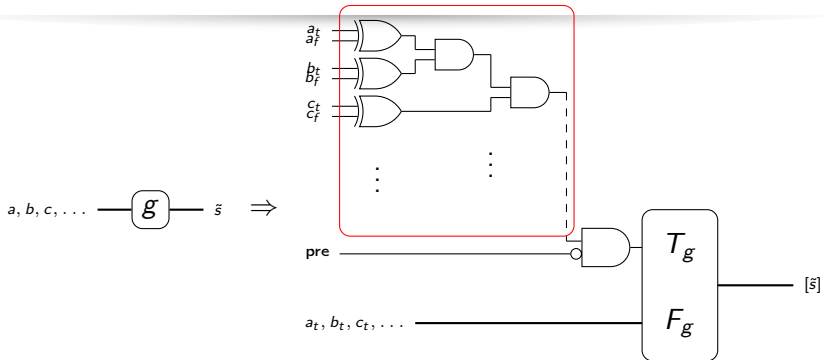 a_t
a_f
b_t
b_f
c_t
c_f
⋮ ⋮
a, b, c, . . . g s̃ ⇒
pre
T_g
[s̃]
a_t, b_t, c_t, . . . F_g